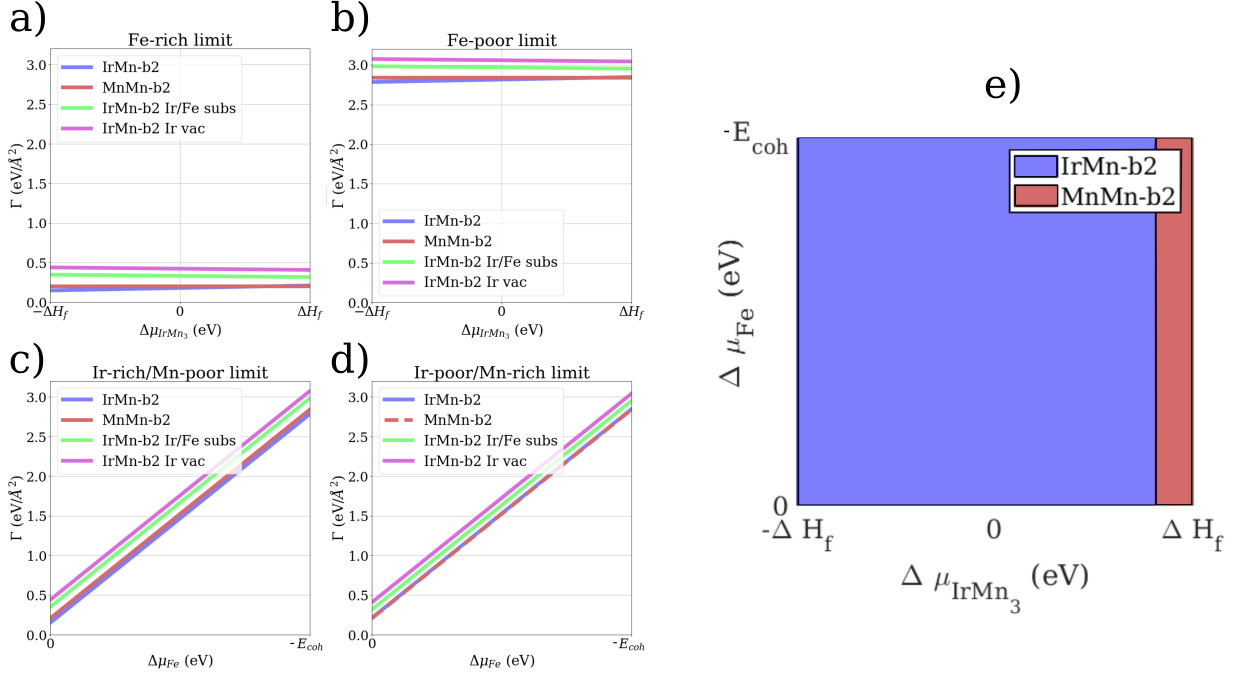 a)
Fe-rich limit
Γ (eV/Å²)
3.0
2.5
2.0
1.5
1.0
0.5
0.0
IrMn-b2
MnMn-b2
IrMn-b2 Ir/Fe subs
IrMn-b2 Ir vac
−ΔH_f
0
ΔH_f
Δμ_IrMn₃ (eV)
b)
Fe-poor limit
Γ (eV/Å²)
3.0
2.5
2.0
1.5
1.0
0.5
0.0
IrMn-b2
MnMn-b2
IrMn-b2 Ir/Fe subs
IrMn-b2 Ir vac
−ΔH_f
0
ΔH_f
Δμ_IrMn₃ (eV)
c)
Ir-rich/Mn-poor limit
Γ (eV/Å²)
3.0
2.5
2.0
1.5
1.0
0.5
0.0
IrMn-b2
MnMn-b2
IrMn-b2 Ir/Fe subs
IrMn-b2 Ir vac
0
-E_coh
Δμ_Fe (eV)
d)
Ir-poor/Mn-rich limit
Γ (eV/Å²)
3.0
2.5
2.0
1.5
1.0
0.5
0.0
IrMn-b2
MnMn-b2
IrMn-b2 Ir/Fe subs
IrMn-b2 Ir vac
0
-E_coh
Δμ_Fe (eV)
e)
-E_coh
IrMn-b2
MnMn-b2
Δ μ_Fe (eV)
0
-Δ H_f
0
Δ H_f
Δ μ_IrMn₃ (eV)